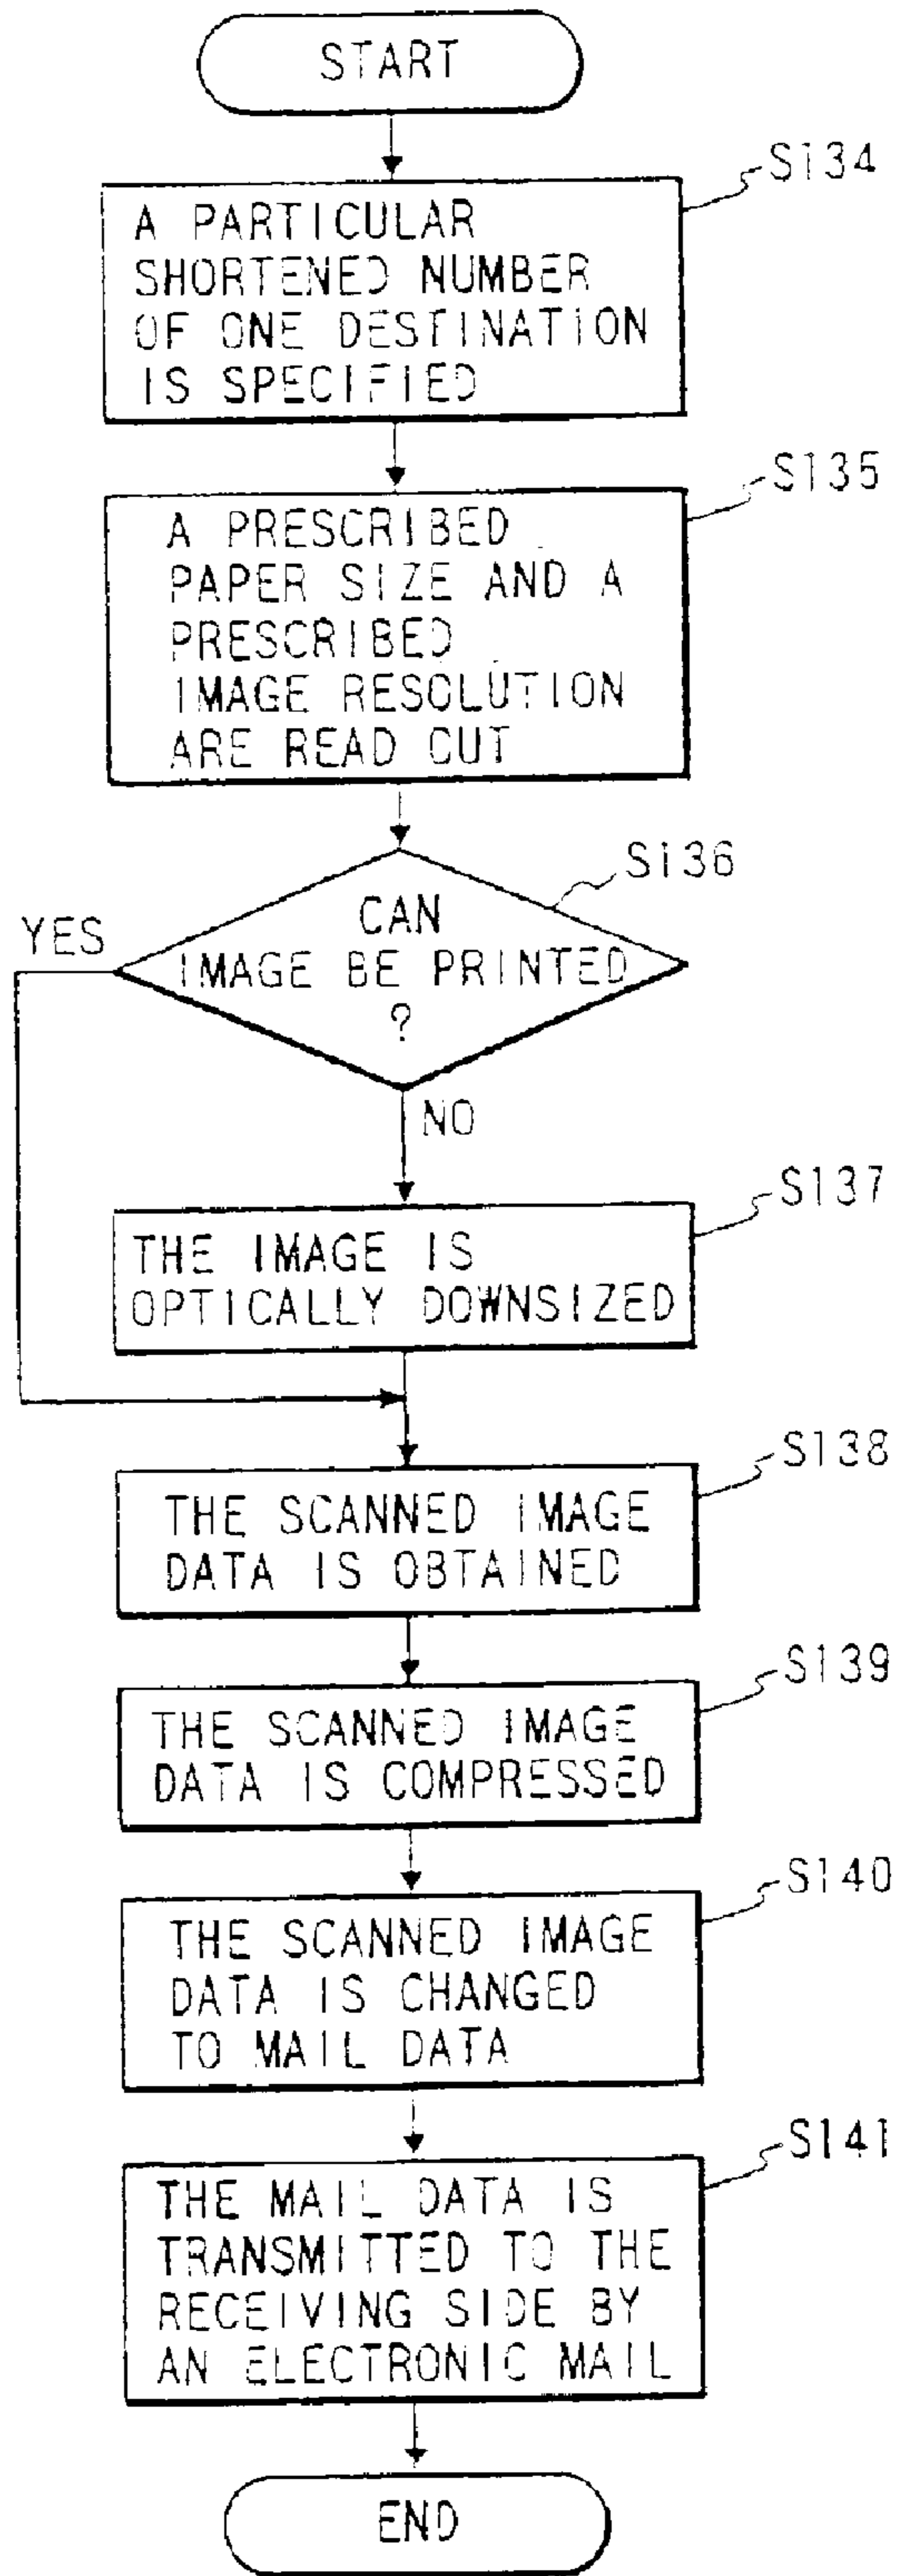 START
S134
A PARTICULAR
SHORTENED NUMBER
OF ONE DESTINATION
IS SPECIFIED
S135
A PRESCRIBED
PAPER SIZE AND A
PRESCRIBED
IMAGE RESOLUTION
ARE READ OUT
S136
CAN
IMAGE BE PRINTED
?
YES
NO
S137
THE IMAGE IS
OPTICALLY DOWNSIZED
S138
THE SCANNED IMAGE
DATA IS OBTAINED
S139
THE SCANNED IMAGE
DATA IS COMPRESSED
S140
THE SCANNED IMAGE
DATA IS CHANGED
TO MAIL DATA
S141
THE MAIL DATA IS
TRANSMITTED TO THE
RECEIVING SIDE BY
AN ELECTRONIC MAIL
END